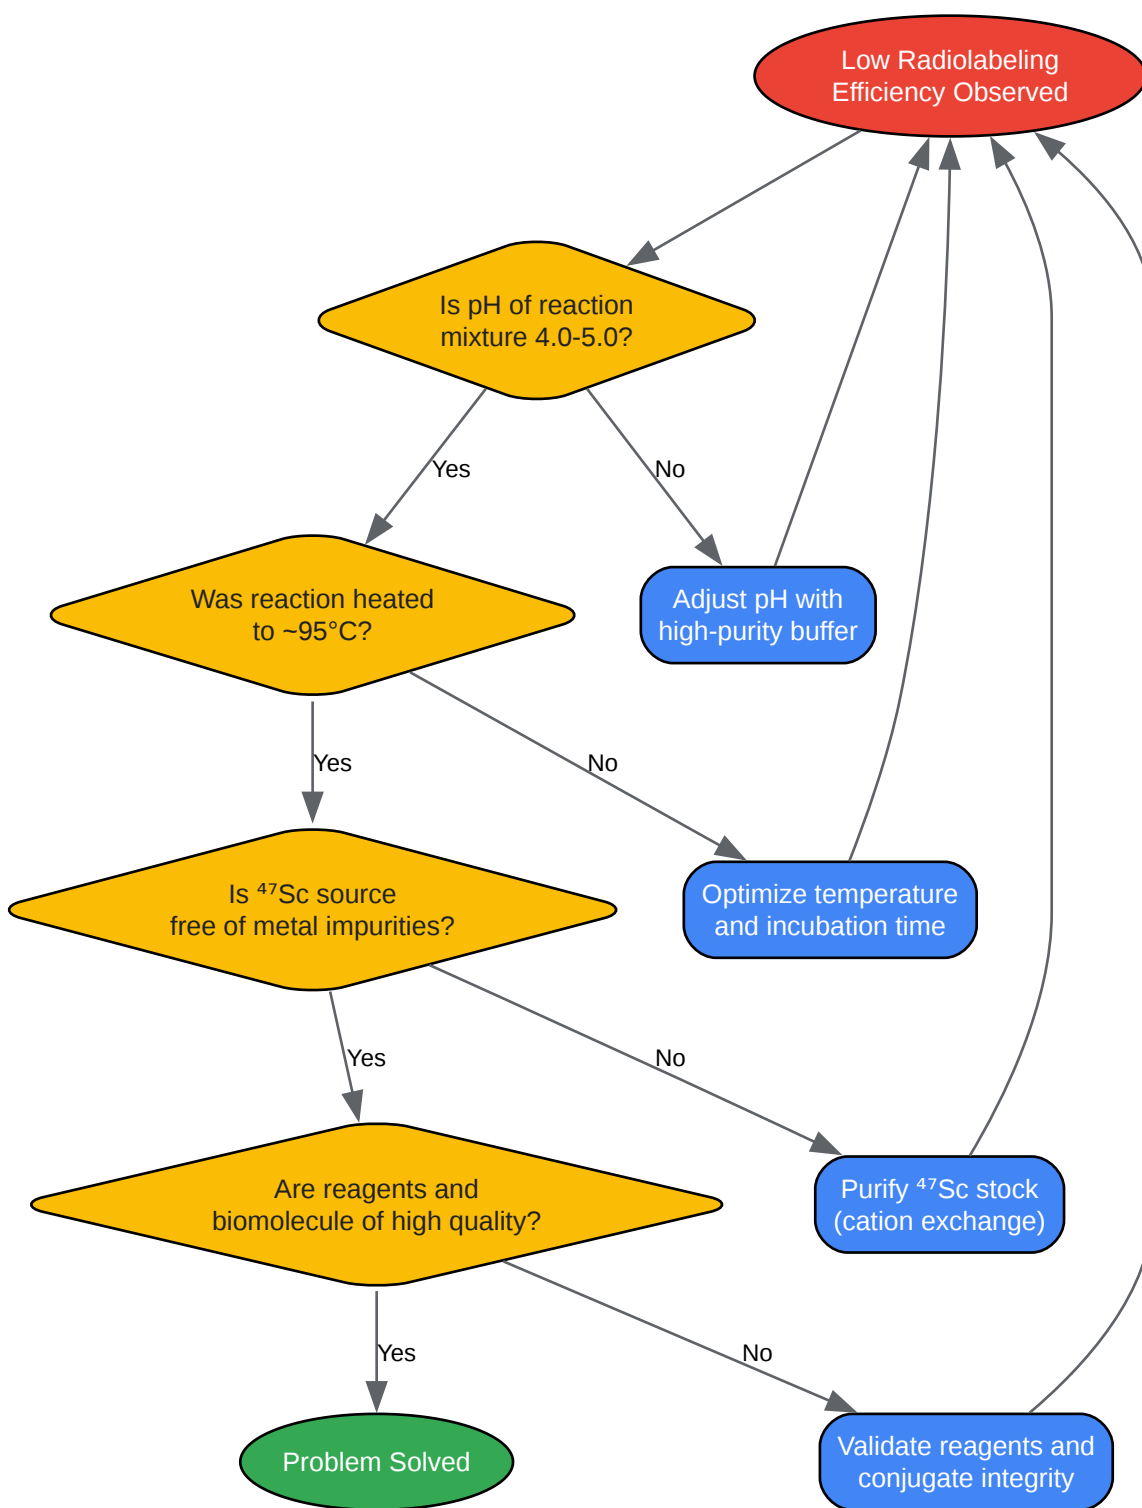 Low Radiolabeling
Efficiency Observed
Is pH of reaction
mixture 4.0-5.0?
Yes
No
Was reaction heated
to ~95°C?
Adjust pH with
high-purity buffer
Yes
No
Is ⁴⁷Sc source
free of metal impurities?
Optimize temperature
and incubation time
Yes
No
Are reagents and
biomolecule of high quality?
Purify ⁴⁷Sc stock
(cation exchange)
Yes
No
Problem Solved
Validate reagents and
conjugate integrity